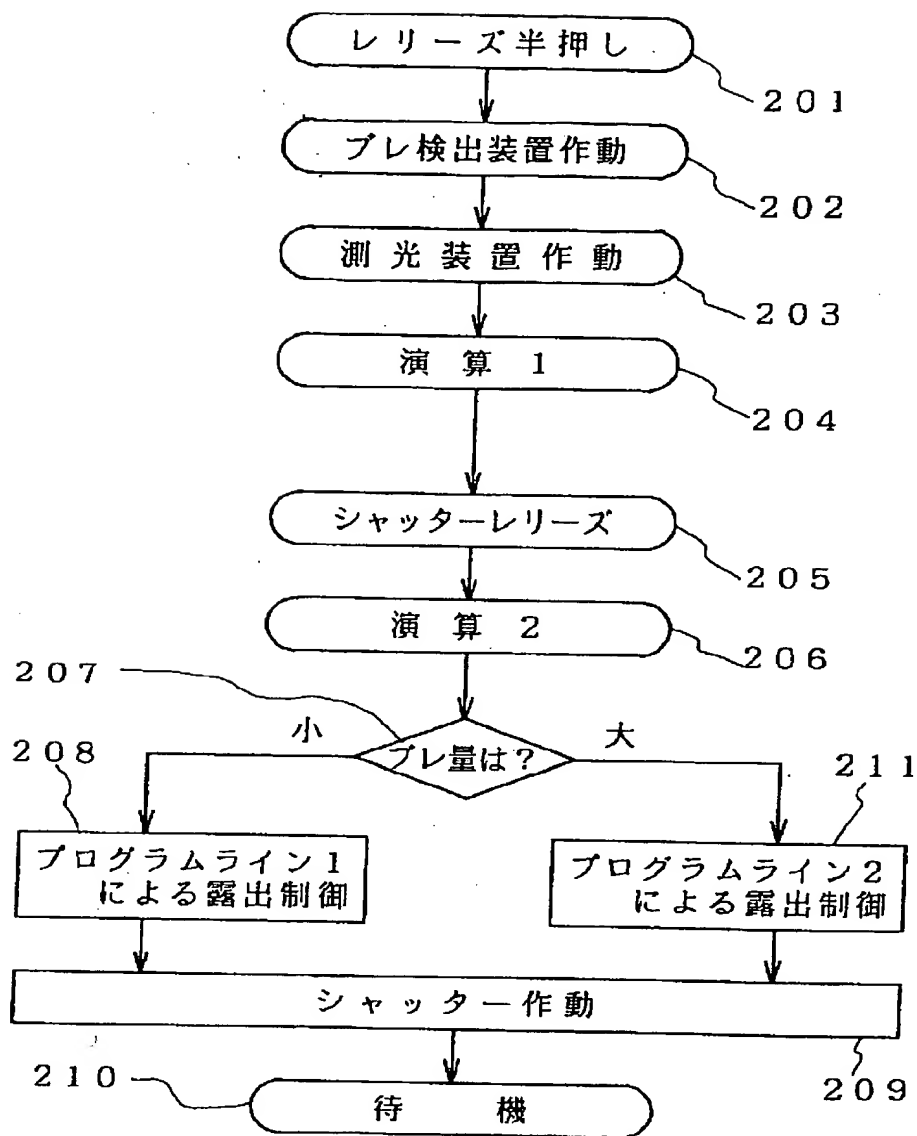 レリーズ半押し
201
ブレ検出装置作動
202
測光装置作動
203
演算1
204
シャッターレリーズ
205
演算2
206
207
ブレ量は?
小
大
208
211
プログラムライン1
による露出制御
プログラムライン2
による露出制御
シャッター作動
209
210
待機